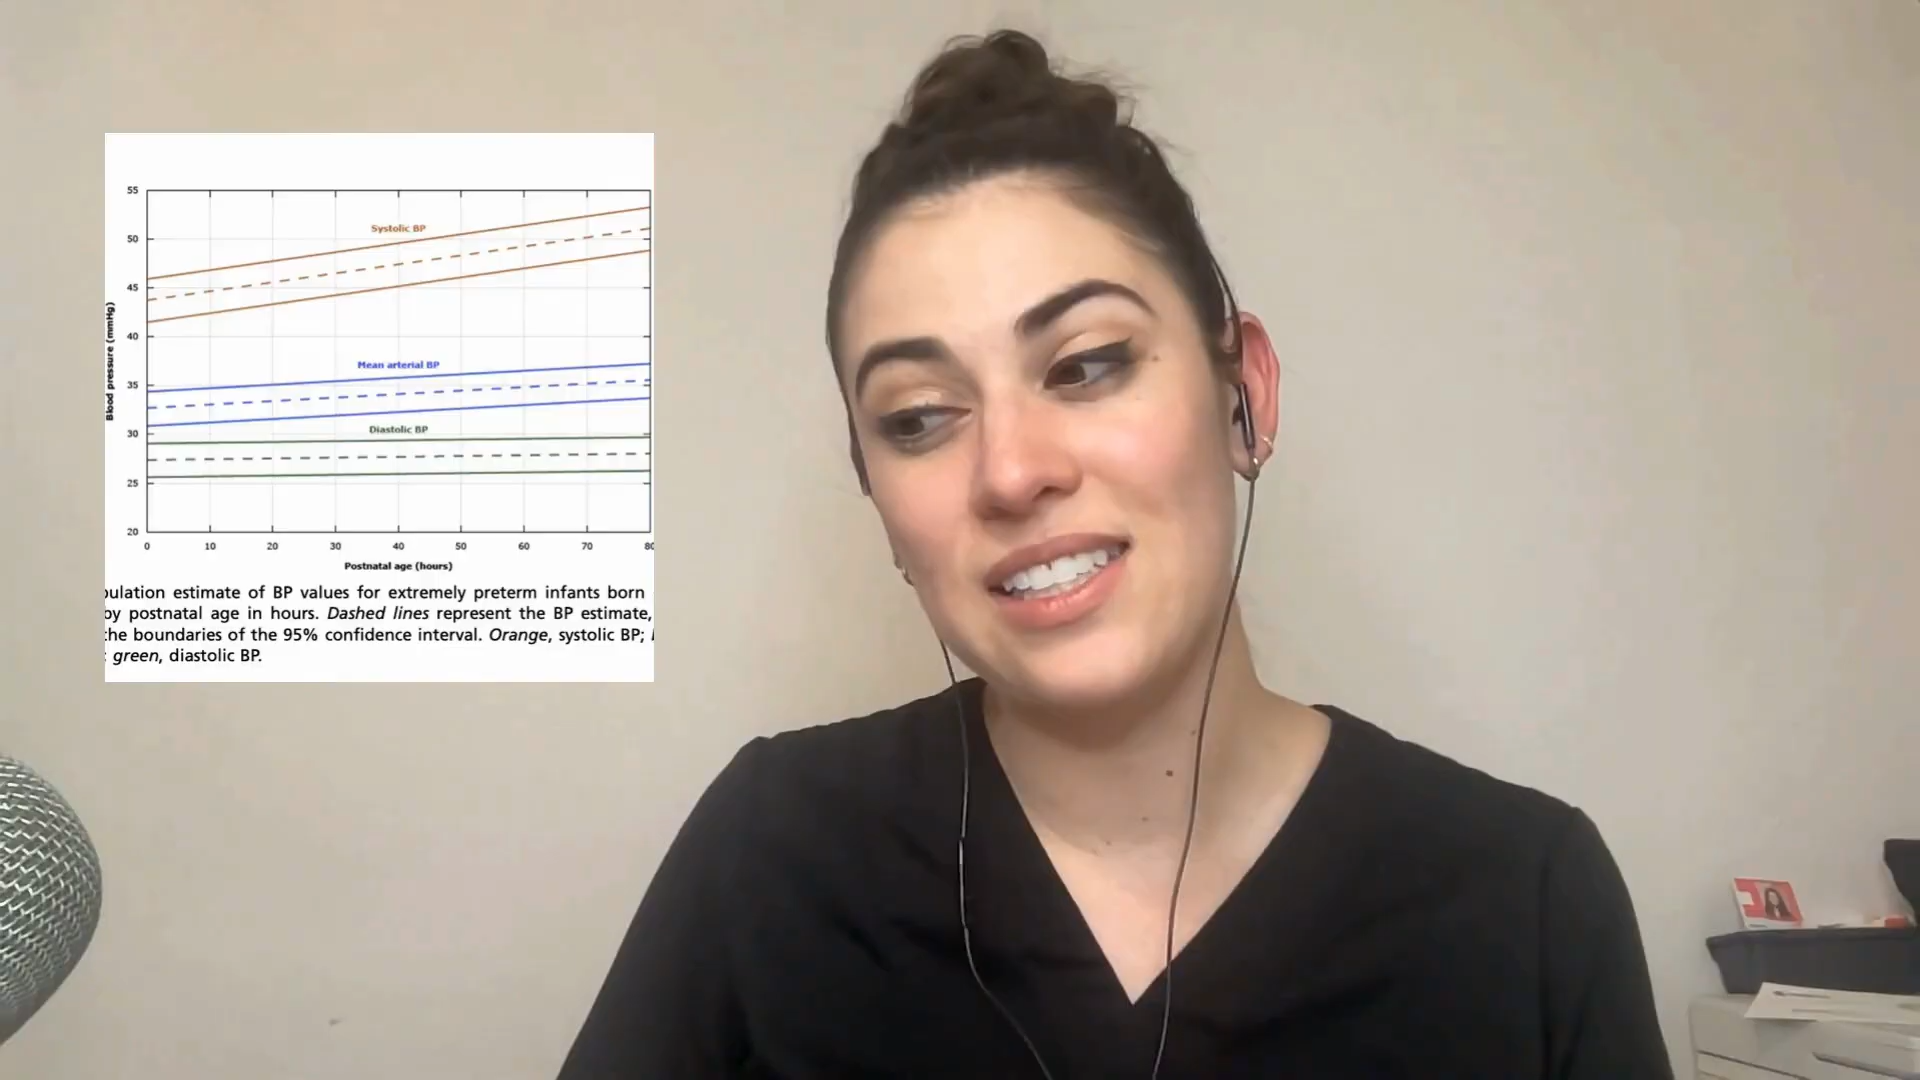 55
Systolic BP
50
45
40
Mean arterial BP
35
Diastolic BP
30
25
20
0 10 20 30 40 50 60 70 80
Blood pressure (mmHg)
Postnatal age (hours)
pulation estimate of BP values for extremely preterm infants born
by postnatal age in hours. Dashed lines represent the BP estimate,
the boundaries of the 95% confidence interval. Orange, systolic BP;
: green, diastolic BP.